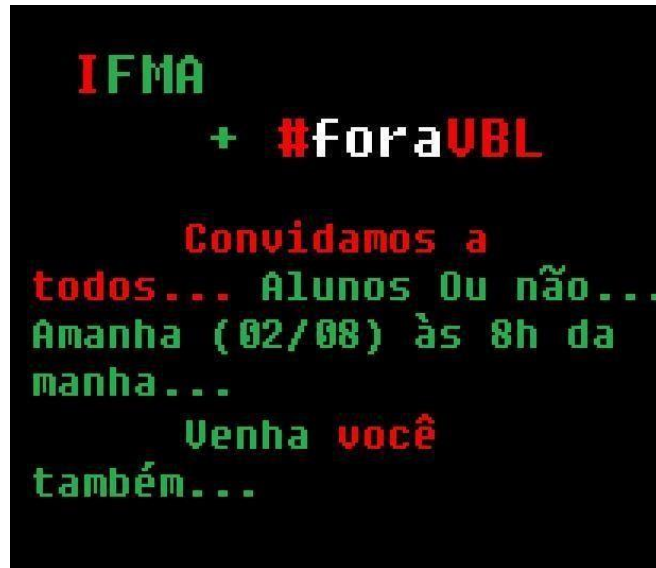 IFMA
+ #foraVBL
Convidamos a
todos... Alunos Ou não...
Amanha (02/08) às 8h da
manha...
Venha você
também...